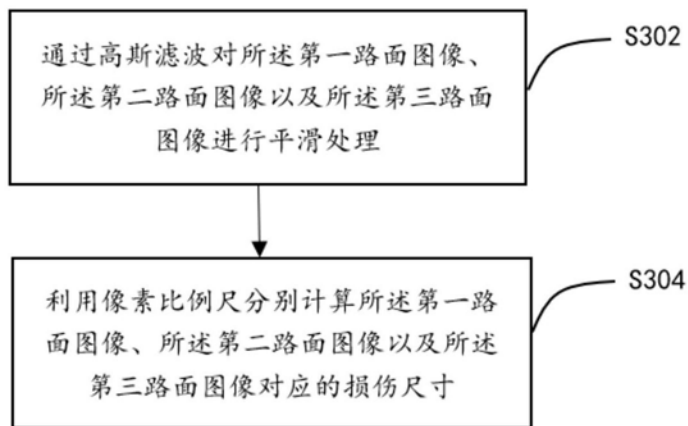 通过高斯滤波对所述第一路面图像、
所述第二路面图像以及所述第三路面
图像进行平滑处理
S302
利用像素比例尺分别计算所述第一路
面图像、所述第二路面图像以及所述
第三路面图像对应的损伤尺寸
S304